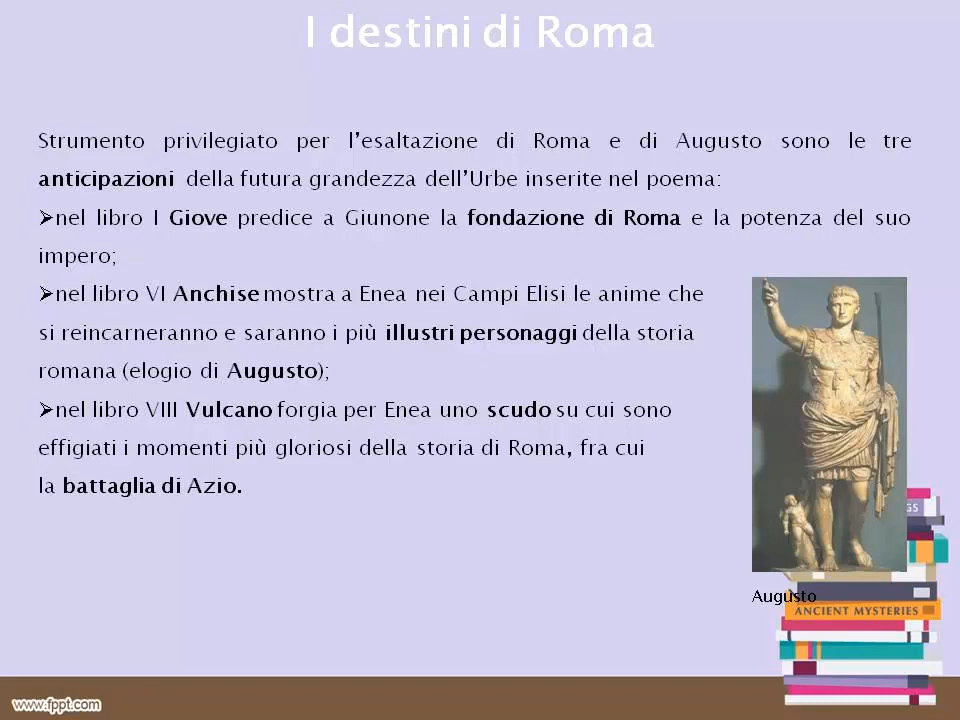 I destini di Roma
Strumento privilegiato per l’esaltazione di Roma e di Augusto sono le tre
anticipazioni della futura grandezza dell’Urbe inserite nel poema:
➢nel libro I Giove predice a Giunone la fondazione di Roma e la potenza del suo
impero;
➢nel libro VI Anchise mostra a Enea nei Campi Elisi le anime che
si reincarneranno e saranno i più illustri personaggi della storia
romana (elogio di Augusto);
➢nel libro VIII Vulcano forgia per Enea uno scudo su cui sono
effigiati i momenti più gloriosi della storia di Roma, fra cui
la battaglia di Azio.
Augusto
ANCIENT MYSTERIES
www.fppt.com